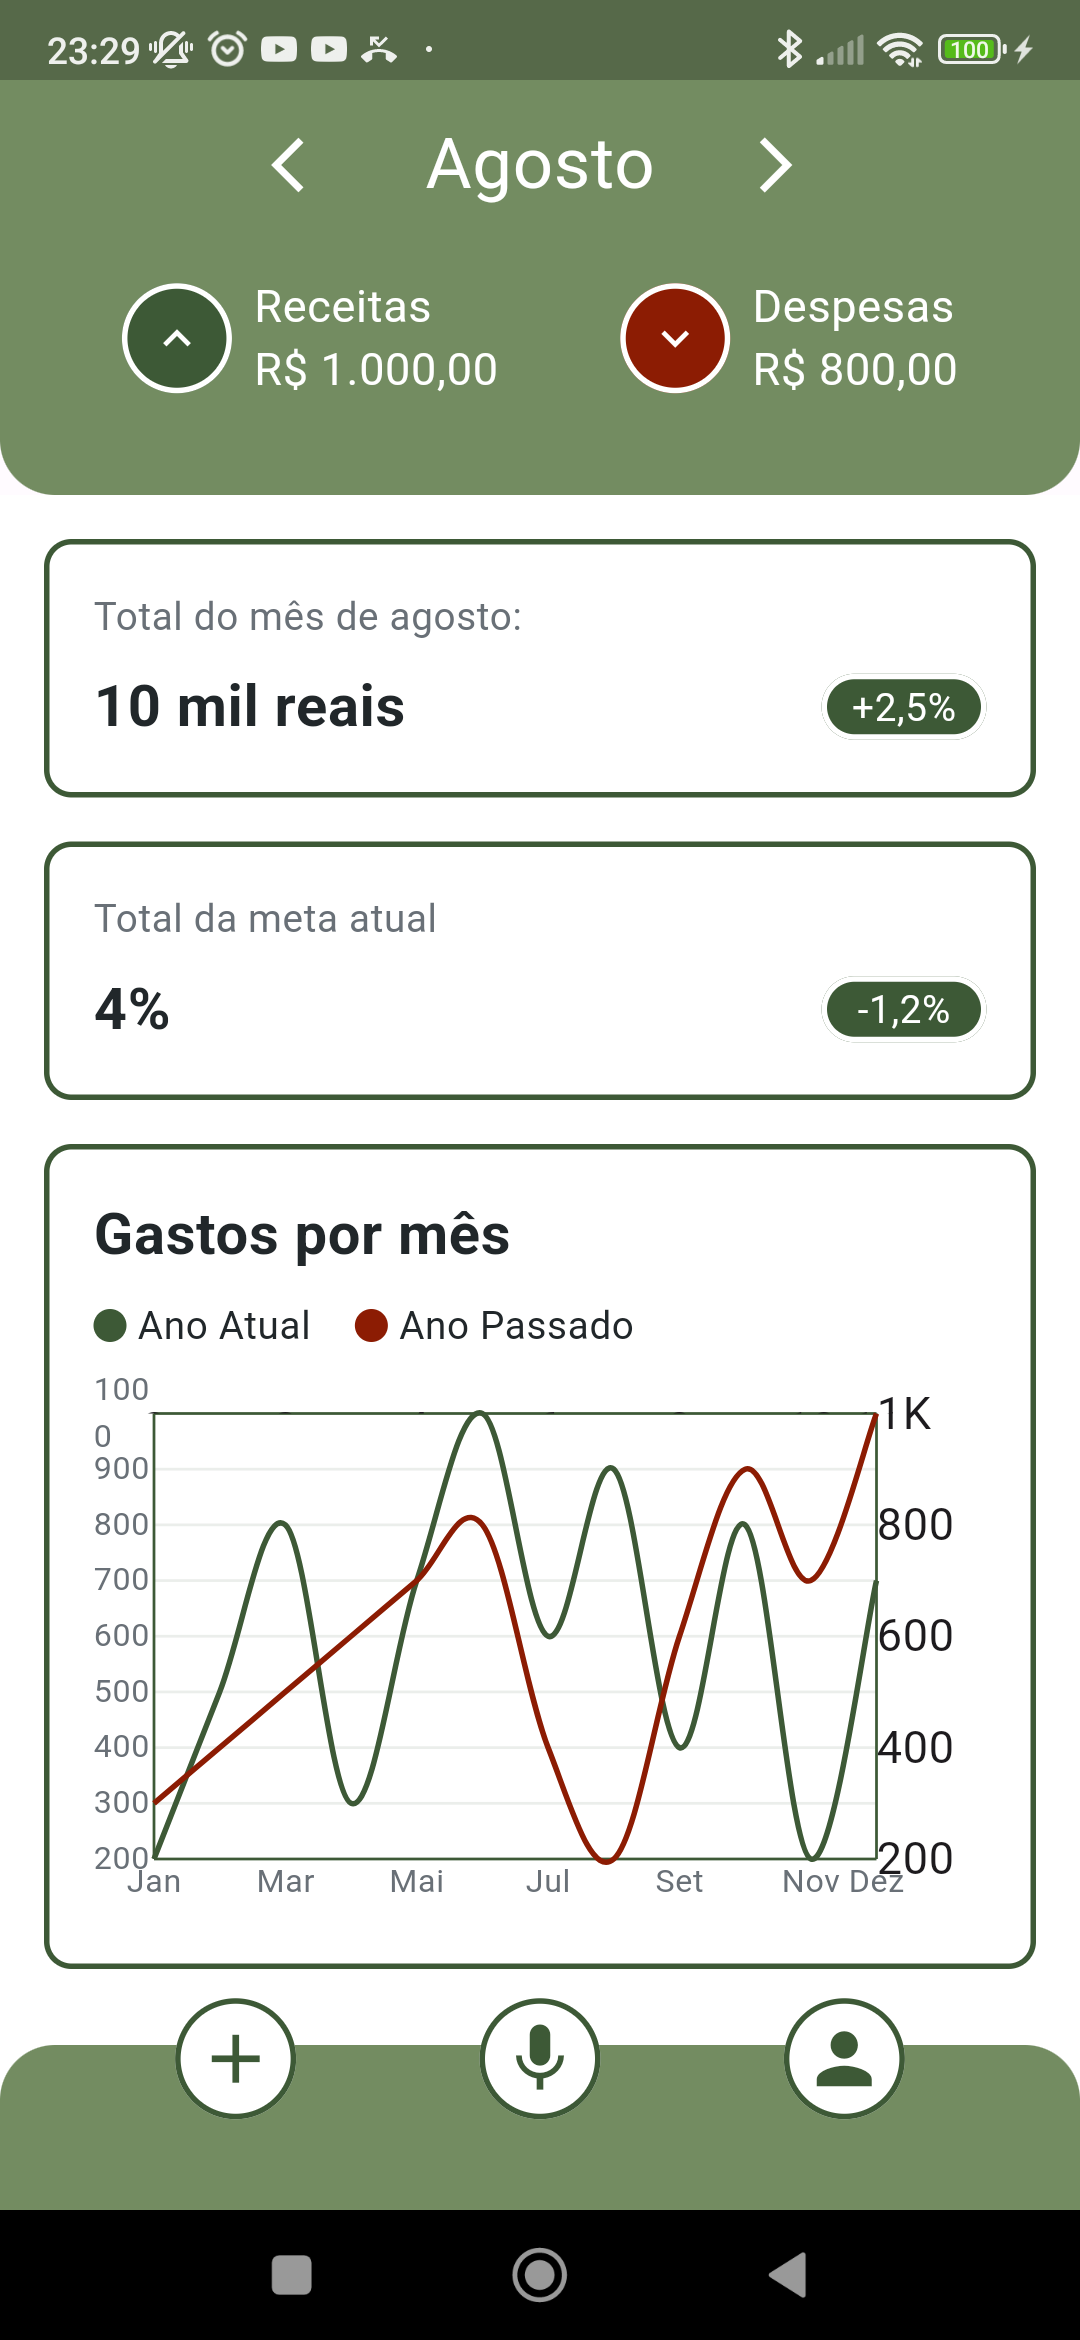 23:29
100
Agosto
Receitas
R$ 1.000,00
Despesas
R$ 800,00
Total do mês de agosto:
10 mil reais
+2,5%
Total da meta atual
4%
-1,2%
Gastos por mês
Ano Atual
Ano Passado
100
0
900
800
700
600
500
400
300
200
1K
800
600
400
200
Jan Mar Mai Jul Set Nov Dez